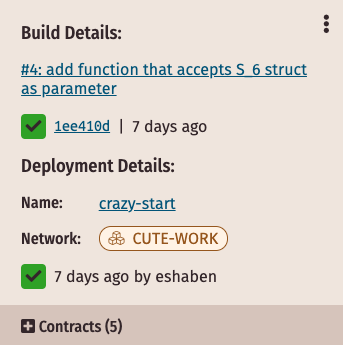 Build Details:
#4: add function that accepts S_6 struct
as parameter
1ee410d | 7 days ago
Deployment Details:
Name: crazy-start
Network: CUTE-WORK
7 days ago by eshaben
Contracts (5)